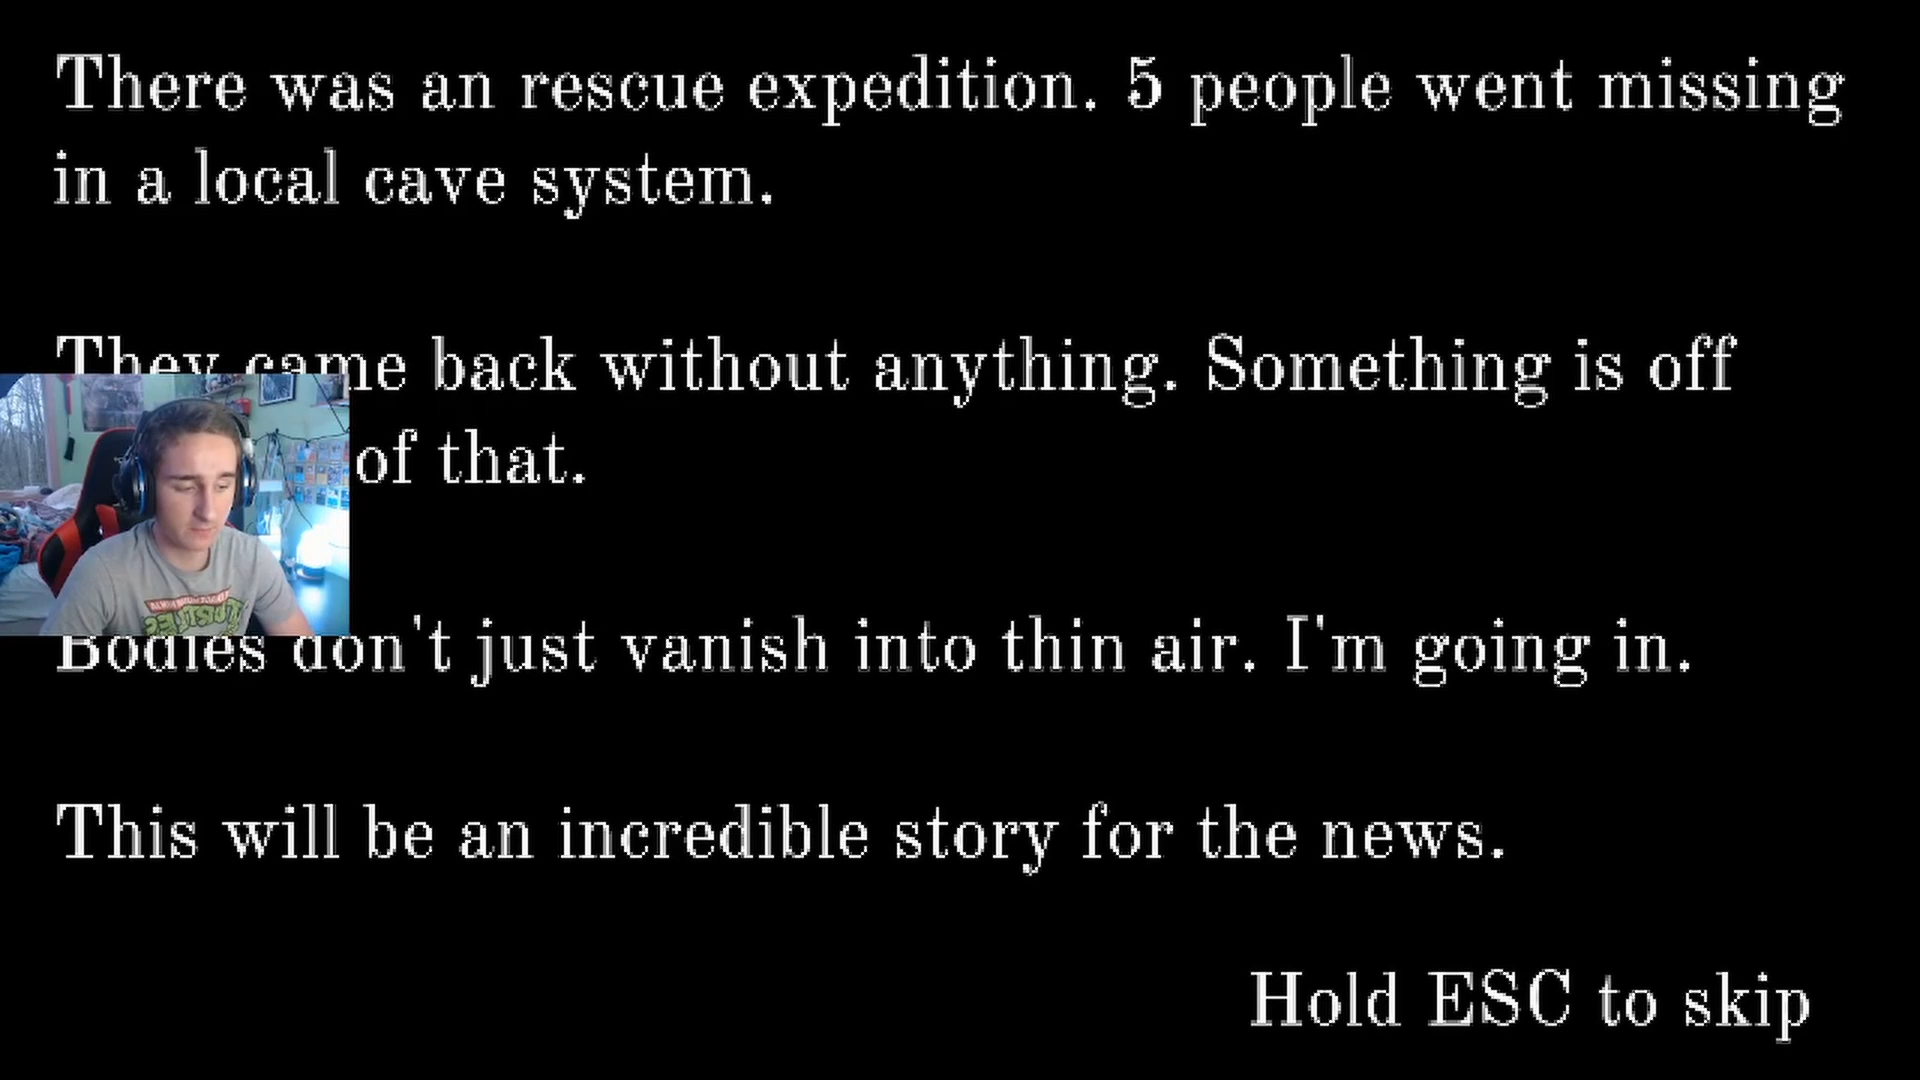 There was an rescue expedition. 5 people went missing
in a local cave system.
They came back without anything. Something is off
of that.
Bodies don't just vanish into thin air. I'm going in.
This will be an incredible story for the news.
Hold ESC to skip